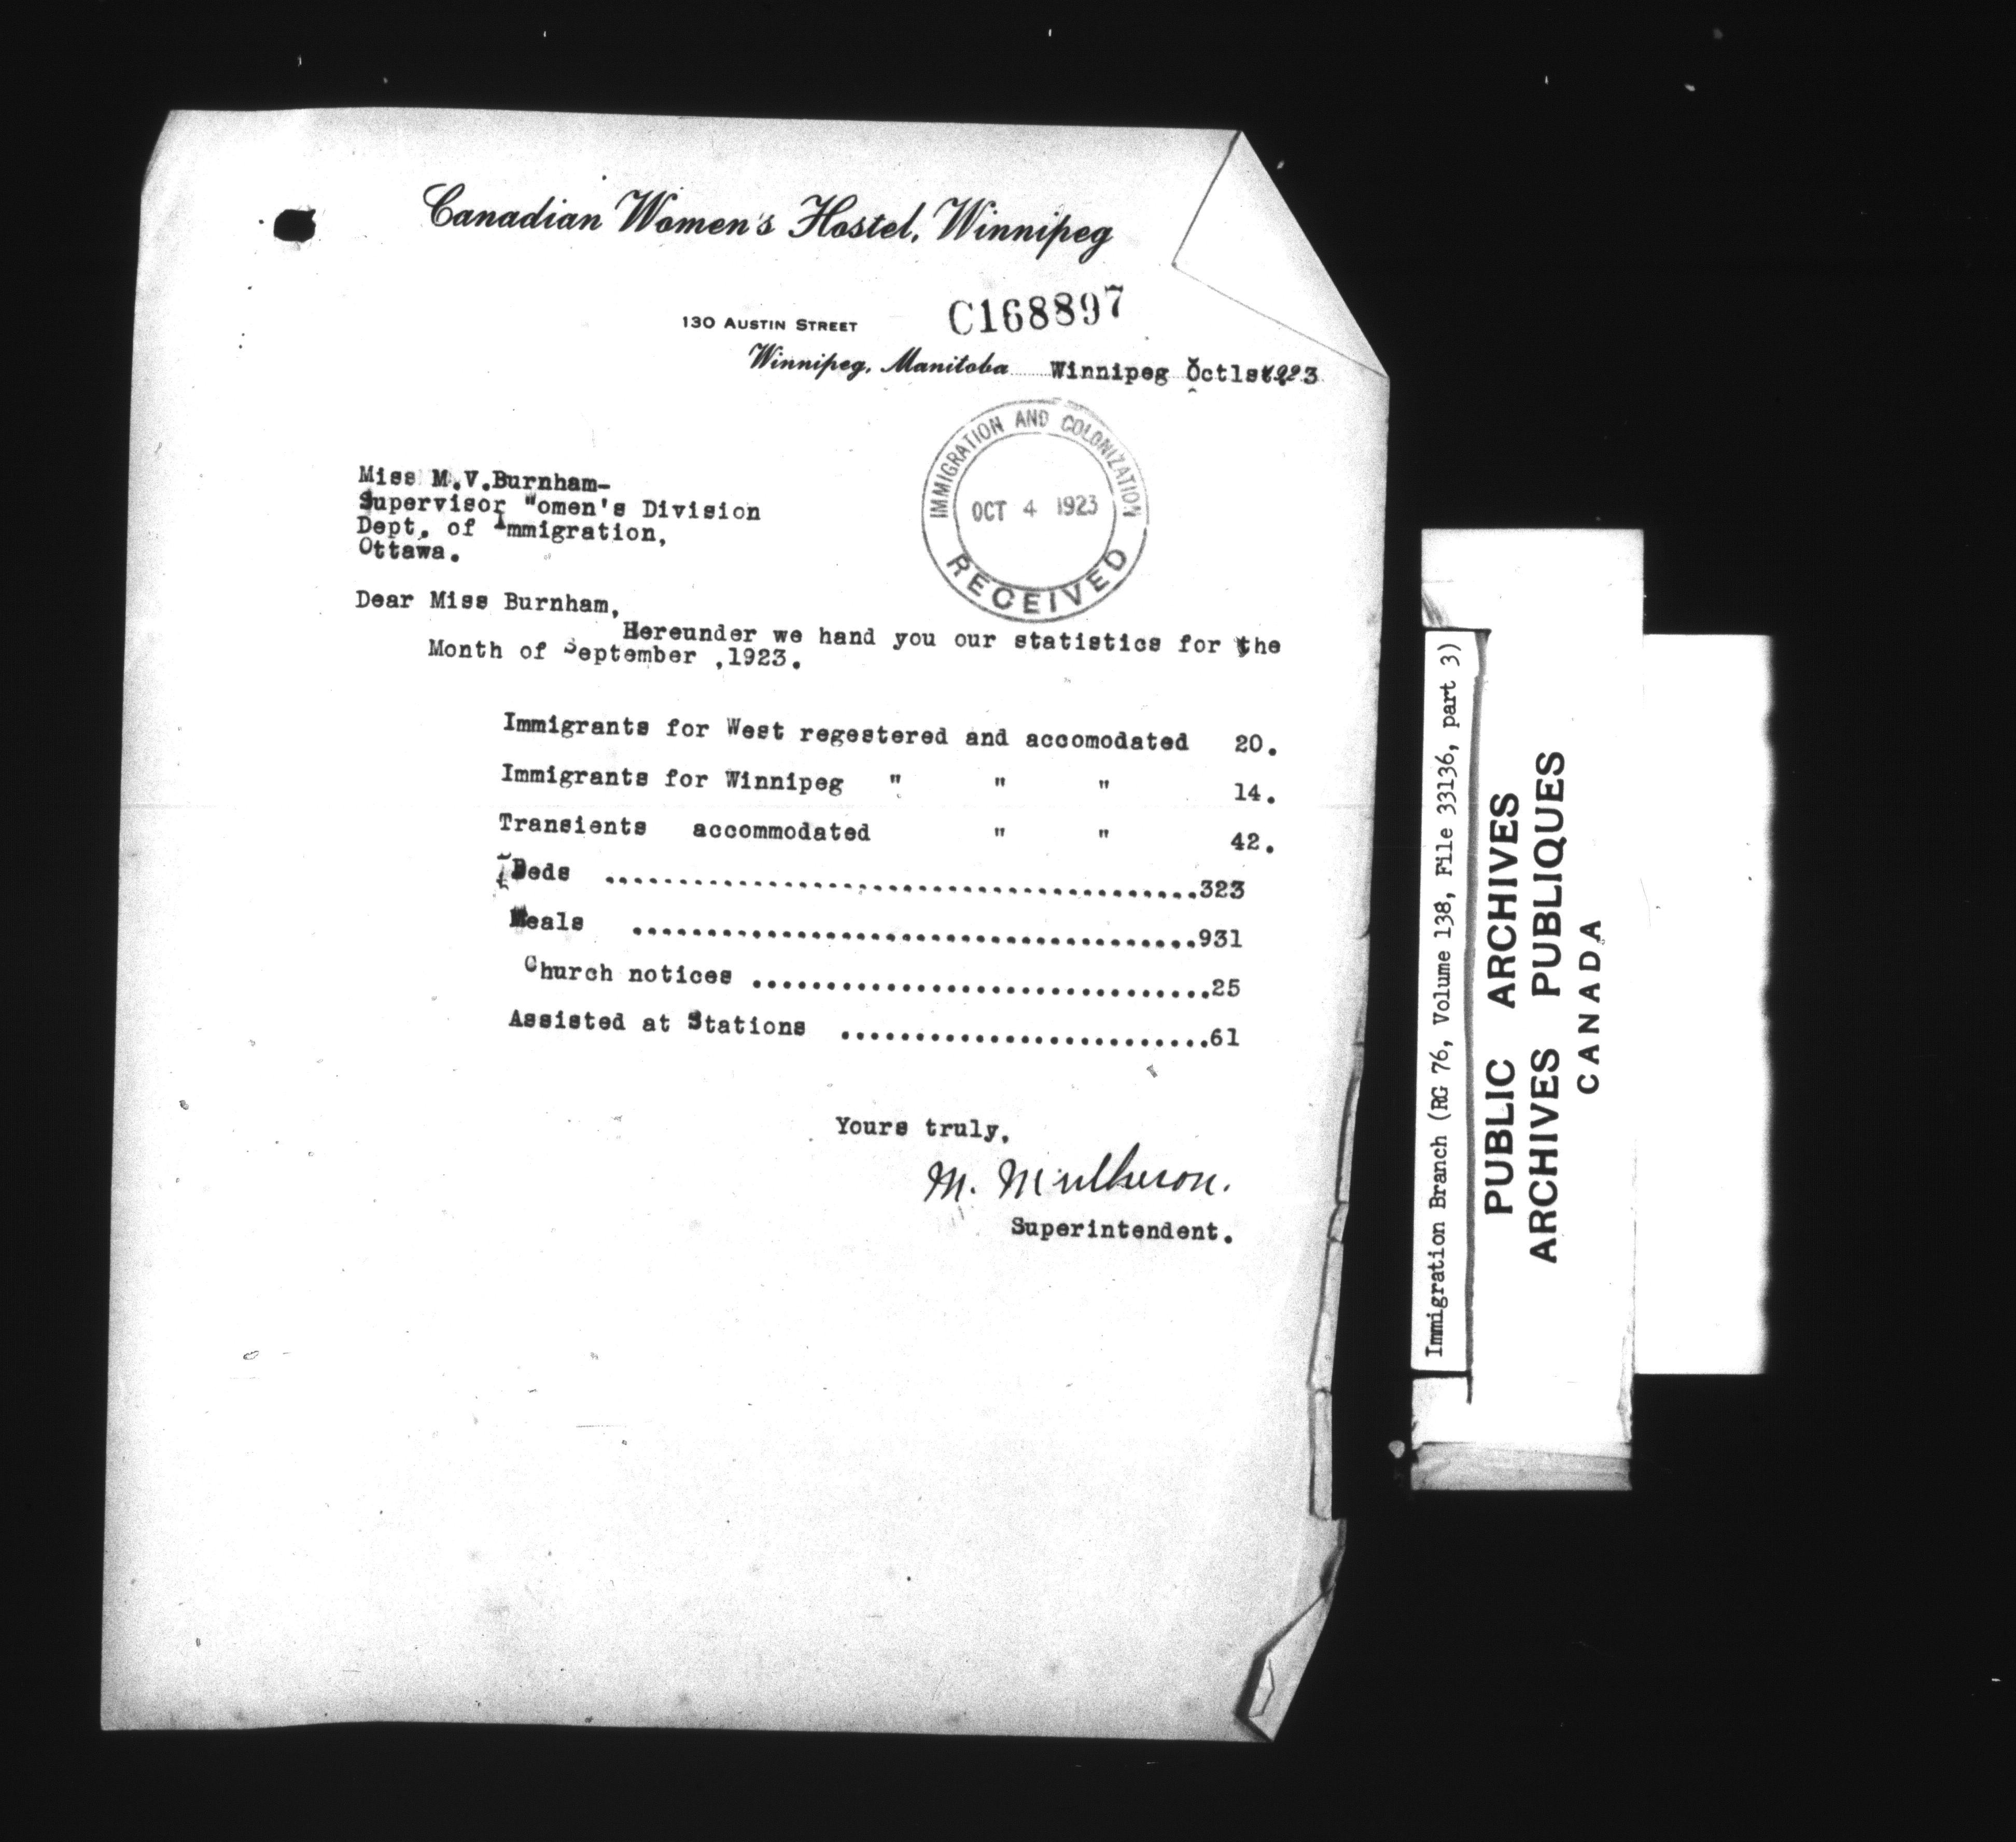 Canadian Women's Hostel, Winnipeg
130 AUSTIN STREET
C168897
Winnipeg, Manitoba Winnipeg Oct1st 1923
IMMIGRATION AND COLONIZATION
OCT 4 1923
RECEIVED
Miss M.V.Burnham-
Supervisor Women's Division
Dept. of Immigration,
Ottawa.
Dear Miss Burnham,
Hereunder we hand you our statistics for the
Month of September ,1923.
Immigrants for West regestered and accomodated 20.
Immigrants for Winnipeg " " " 14.
Transients accommodated " " 42.
Beds ................................................323
Meals ..............................................931
Church notices .....................................25
Assisted at Stations ..............................61
Yours truly,
M. Mulheron.
Superintendent.
Immigration Branch (RG 76, Volume 138, File 33136, part 3)
PUBLIC ARCHIVES
ARCHIVES PUBLIQUES
CANADA